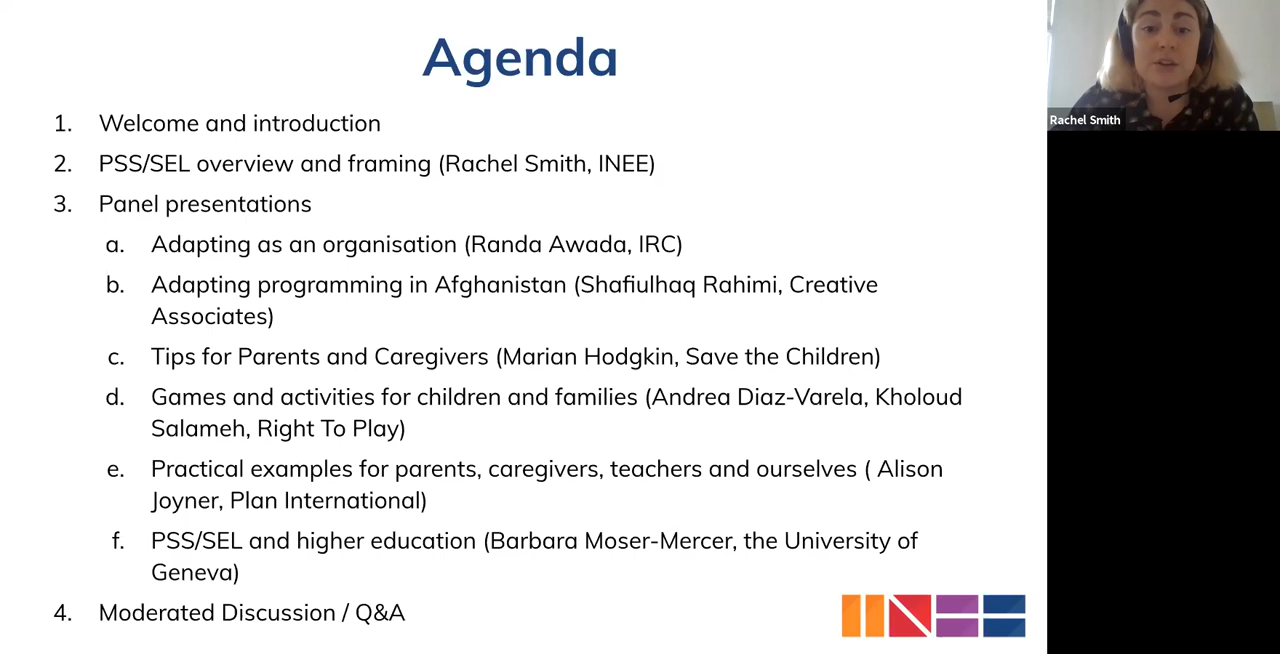 Agenda
1. Welcome and introduction
2. PSS/SEL overview and framing (Rachel Smith, INEE)
3. Panel presentations
a. Adapting as an organisation (Randa Awada, IRC)
b. Adapting programming in Afghanistan (Shafiulhaq Rahimi, Creative
Associates)
c. Tips for Parents and Caregivers (Marian Hodgkin, Save the Children)
d. Games and activities for children and families (Andrea Diaz-Varela, Kholoud
Salameh, Right To Play)
e. Practical examples for parents, caregivers, teachers and ourselves ( Alison
Joyner, Plan International)
f. PSS/SEL and higher education (Barbara Moser-Mercer, the University of
Geneva)
4. Moderated Discussion / Q&A
INEE
Rachel Smith